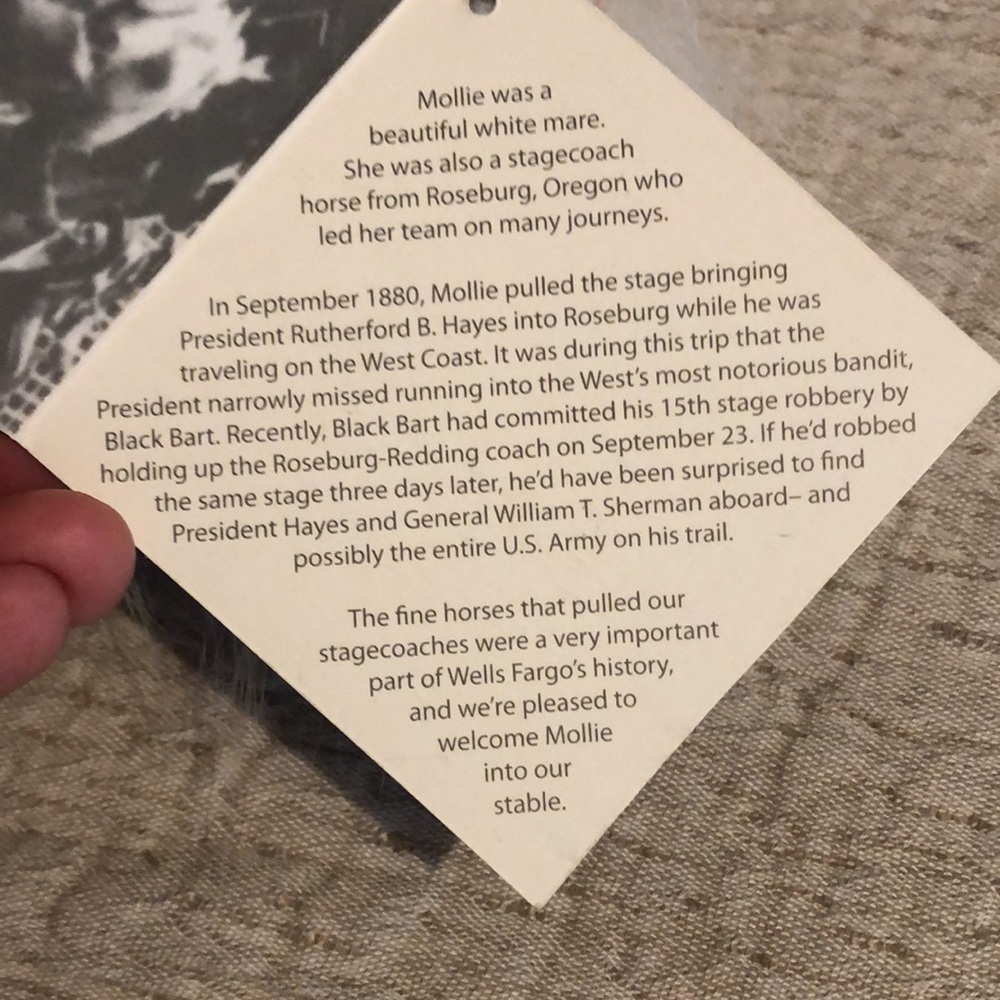 Mollie was a
beautiful white mare.
She was also a stagecoach
horse from Roseburg, Oregon who
led her team on many journeys.
In September 1880, Mollie pulled the stage bringing
President Rutherford B. Hayes into Roseburg while he was
traveling on the West Coast. It was during this trip that the
President narrowly missed running into the West's most notorious bandit,
Black Bart. Recently, Black Bart had committed his 15th stage robbery by
holding up the Roseburg-Redding coach on September 23. If he'd robbed
the same stage three days later, he'd have been surprised to find
President Hayes and General William T. Sherman aboard– and
possibly the entire U.S. Army on his trail.
The fine horses that pulled our
stagecoaches were a very important
part of Wells Fargo's history,
and we're pleased to
welcome Mollie
into our
stable.